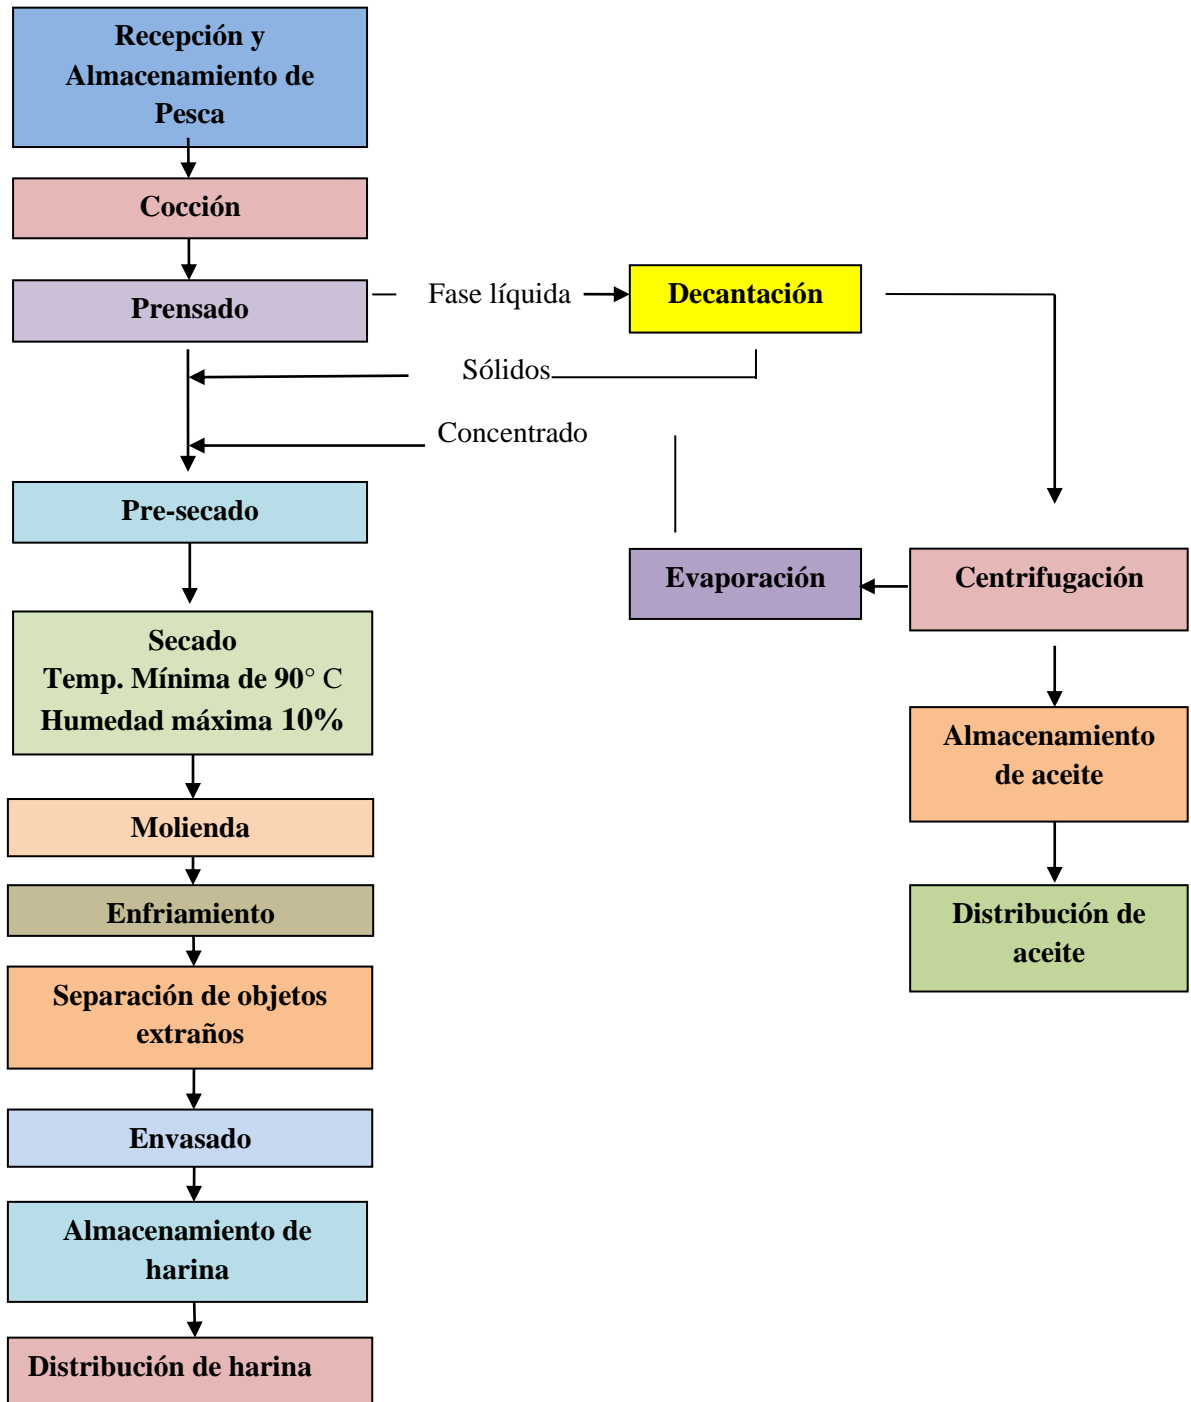 Recepción y
Almacenamiento de
Pesca
Cocción
Prensado
Fase líquida
Decantación
Sólidos
Concentrado
Pre-secado
Evaporación
Centrifugación
Secado
Temp. Mínima de 90° C
Humedad máxima 10%
Almacenamiento
de aceite
Molienda
Enfriamiento
Distribución de
aceite
Separación de objetos
extraños
Envasado
Almacenamiento de
harina
Distribución de harina